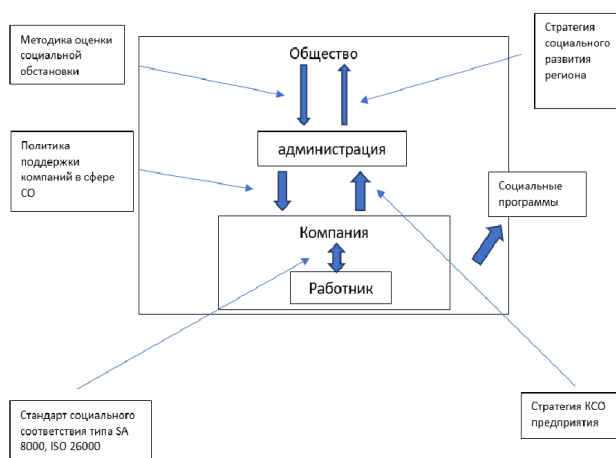 Методика оценки
социальной
обстановки
Общество
Стратегия
социального
развития
региона
Политика
поддержки
компаний в сфере
СО
администрация
Социальные
программы
Компания
Работник
Стандарт социального
соответствия типа SA
8000, ISO 26000
Стратегия КСО
предприятия